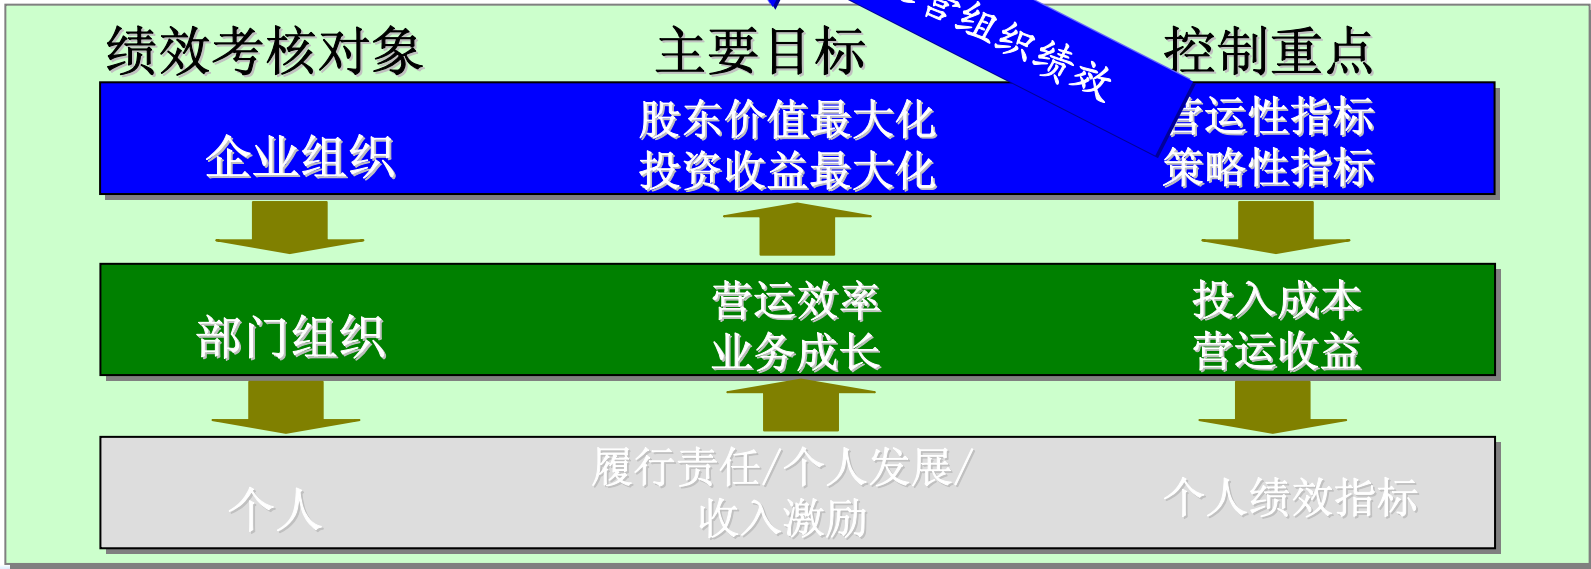 绩效考核对象 主要目标 控制重点
营组织绩效
企业组织
股东价值最大化
投资收益最大化
营运性指标
策略性指标
部门组织
营运效率
业务成长
投入成本
营运收益
个人
履行责任/个人发展/
收入激励
个人绩效指标